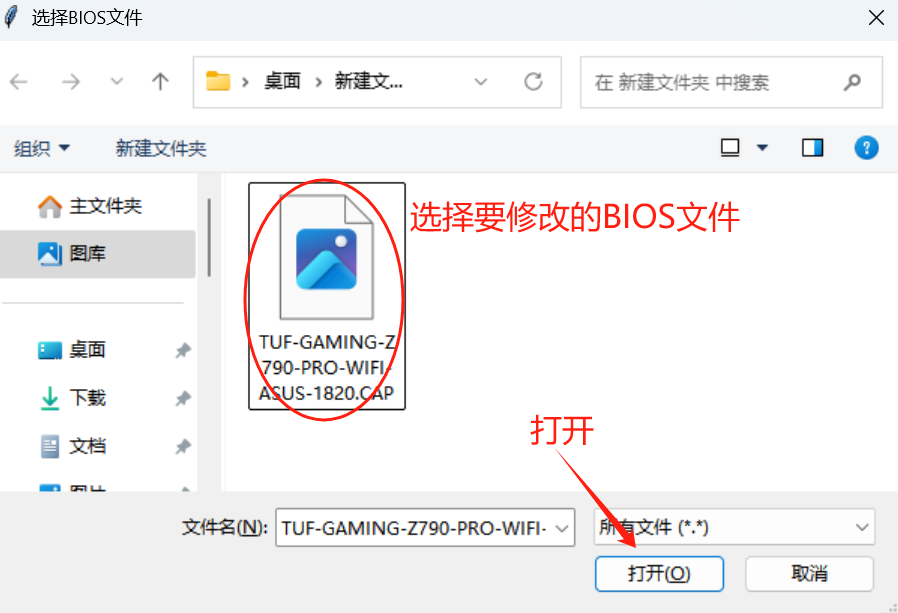 选择BIOS文件
桌面 新建文...
在 新建文件夹 中搜索
组织 新建文件夹
主文件夹
图库
选择要修改的BIOS文件
TUF-GAMING-Z
790-PRO-WIFI-
ASUS-1820.CAP
桌面
下载
文档
图片
打开
文件名(N): TUF-GAMING-Z790-PRO-WIFI- 所有文件 (*.*)
打开(O) 取消